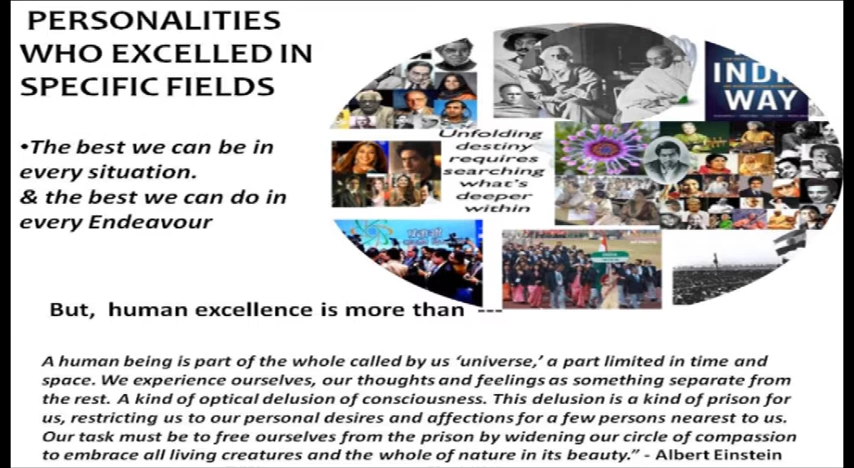 PERSONALITIES
WHO EXCELLED IN
SPECIFIC FIELDS
•The best we can be in
every situation.
& the best we can do in
every Endeavour
Unfolding
destiny
requires
searching
what's
deeper
within
WAY
But,  human excellence is more than ---
A human being is part of the whole called by us ‘universe,’ a part limited in time and
space. We experience ourselves, our thoughts and feelings as something separate from
the rest. A kind of optical delusion of consciousness. This delusion is a kind of prison for
us, restricting us to our personal desires and affections for a few persons nearest to us.
Our task must be to free ourselves from the prison by widening our circle of compassion
to embrace all living creatures and the whole of nature in its beauty.” - Albert Einstein